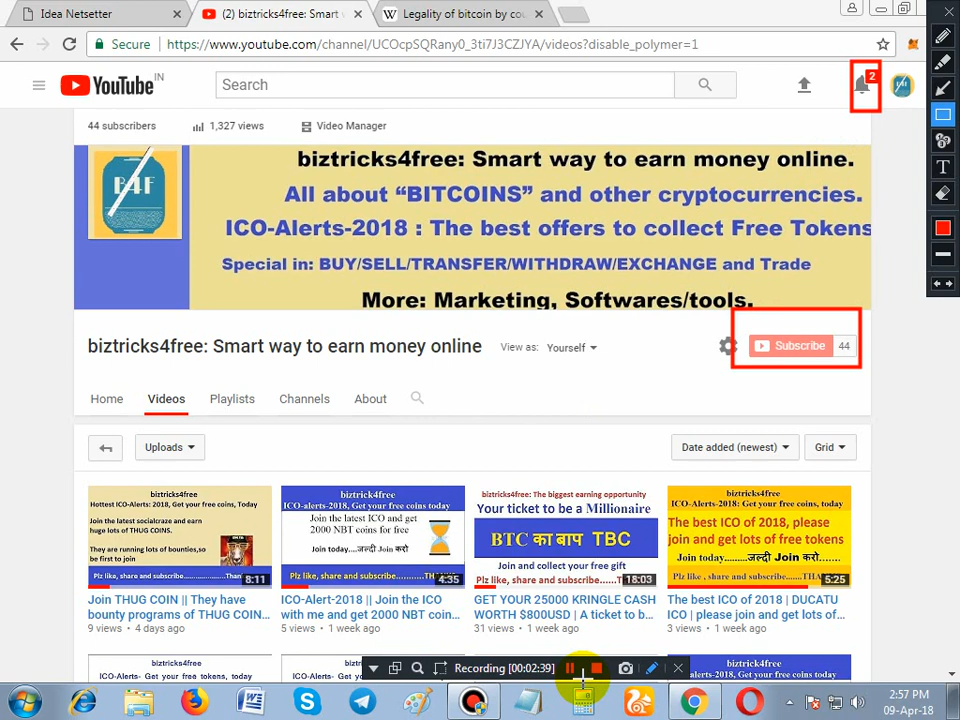 Idea Netsetter
(2) biztricks4free: Smart
Legality of bitcoin by cou
Secure
https://www.youtube.com/channel/UCOcpSQRany0_3ti7J3CZJYA/videos?disable_polymer=1
YouTube IN
Search
2
44 subscribers
1,327 views
Video Manager
B4F
biztricks4free: Smart way to earn money online.
All about “BITCOINS” and other cryptocurrencies.
ICO-Alerts-2018 : The best offers to collect Free Tokens
Special in: BUY/SELL/TRANSFER/WITHDRAW/EXCHANGE and Trade
More: Marketing, Softwares/tools.
biztricks4free: Smart way to earn money online
View as: Yourself
Subscribe 44
Home
Videos
Playlists
Channels
About
Uploads
Date added (newest)
Grid
biztricks4free
Hottest ICO-Alerts: 2018, Get your free coins, Today
Join the latest socialcraze and earn
huge lots of THUG COINS.
They are running lots of bounties,so
be first to join
Plz like, share and subscribe..........Than
8:11
Join THUG COIN || They have
bounty programs of THUG COIN...
9 views • 4 days ago
biztrick4free
ICO-Alerts-2018, Get your free coins, today
Join the latest ICO and get
2000 NBT coins for free
Join today....जल्दी Join करो
Plz like, share and subscribe..........THA
4:35
ICO-Alert-2018 || Join the ICO
with me and get 2000 NBT coin...
5 views • 1 week ago
biztricks4free: The biggest earning opportunity
Your ticket to be a Millionaire
BTC का बाप TBC
Join and collect your free gift
Plz like, share and subscribe......T
18:03
GET YOUR 25000 KRINGLE CASH
WORTH $800USD | A ticket to b...
31 views • 1 week ago
biztricks4free
ICO-Alerts-2018: Get your free coins, today
The best ICO of 2018, please
join and get lots of free tokens
Join today.......जल्दी Join करो......
Plz like , share and subscribe.......THA
5:25
The best ICO of 2018 | DUCATU
ICO | please join and get lots of...
3 views • 1 week ago
Recording [00:02:39]
2:57 PM
09-Apr-18